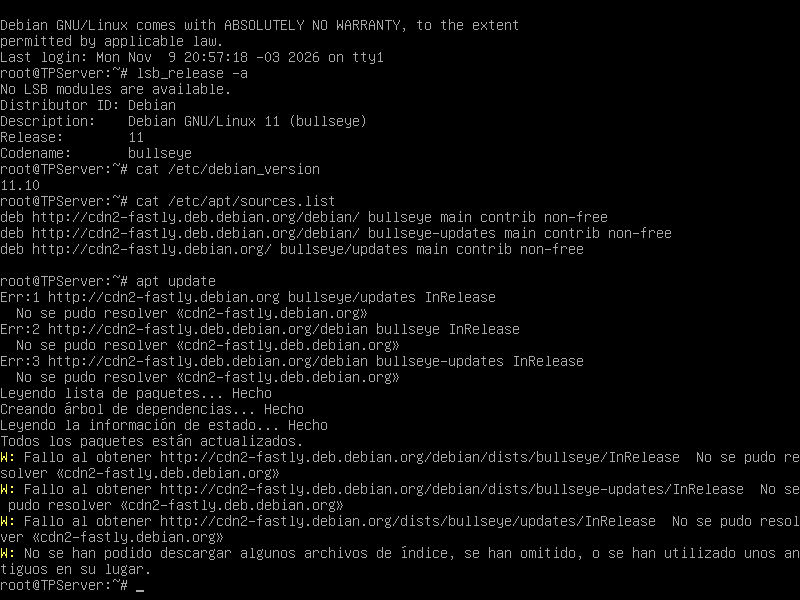 Debian GNU/Linux comes with ABSOLUTELY NO WARRANTY, to the extent
permitted by applicable law.
Last login: Mon Nov  9 20:57:18 -03 2026 on tty1
root@TPServer:~# lsb_release -a
No LSB modules are available.
Distributor ID: Debian
Description:    Debian GNU/Linux 11 (bullseye)
Release:        11
Codename:       bullseye
root@TPServer:~# cat /etc/debian_version
11.10
root@TPServer:~# cat /etc/apt/sources.list
deb http://cdn2-fastly.deb.debian.org/debian/ bullseye main contrib non-free
deb http://cdn2-fastly.deb.debian.org/debian/ bullseye-updates main contrib non-free
deb http://cdn2-fastly.debian.org/ bullseye/updates main contrib non-free

root@TPServer:~# apt update
Err:1 http://cdn2-fastly.debian.org bullseye/updates InRelease
  No se pudo resolver «cdn2-fastly.debian.org»
Err:2 http://cdn2-fastly.deb.debian.org/debian bullseye InRelease
  No se pudo resolver «cdn2-fastly.deb.debian.org»
Err:3 http://cdn2-fastly.deb.debian.org/debian bullseye-updates InRelease
  No se pudo resolver «cdn2-fastly.deb.debian.org»
Leyendo lista de paquetes... Hecho
Creando árbol de dependencias... Hecho
Leyendo la información de estado... Hecho
Todos los paquetes están actualizados.
W: Fallo al obtener http://cdn2-fastly.deb.debian.org/debian/dists/bullseye/InRelease  No se pudo re
solver «cdn2-fastly.deb.debian.org»
W: Fallo al obtener http://cdn2-fastly.deb.debian.org/debian/dists/bullseye-updates/InRelease  No se
 pudo resolver «cdn2-fastly.deb.debian.org»
W: Fallo al obtener http://cdn2-fastly.debian.org/dists/bullseye/updates/InRelease  No se pudo resol
ver «cdn2-fastly.debian.org»
W: No se han podido descargar algunos archivos de índice, se han omitido, o se han utilizado unos an
tiguos en su lugar.
root@TPServer:~# _